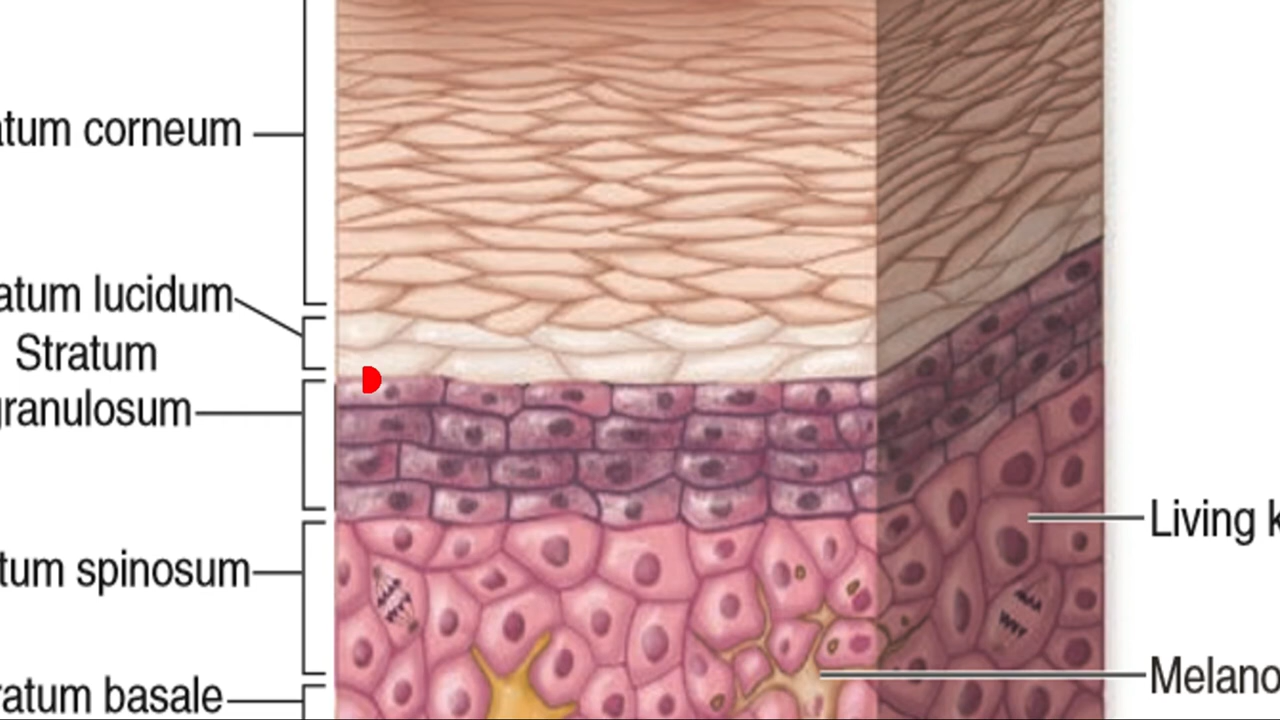 atum corneum
atum lucidum
Stratum
granulosum
tum spinosum
ratum basale
Living k
Melano